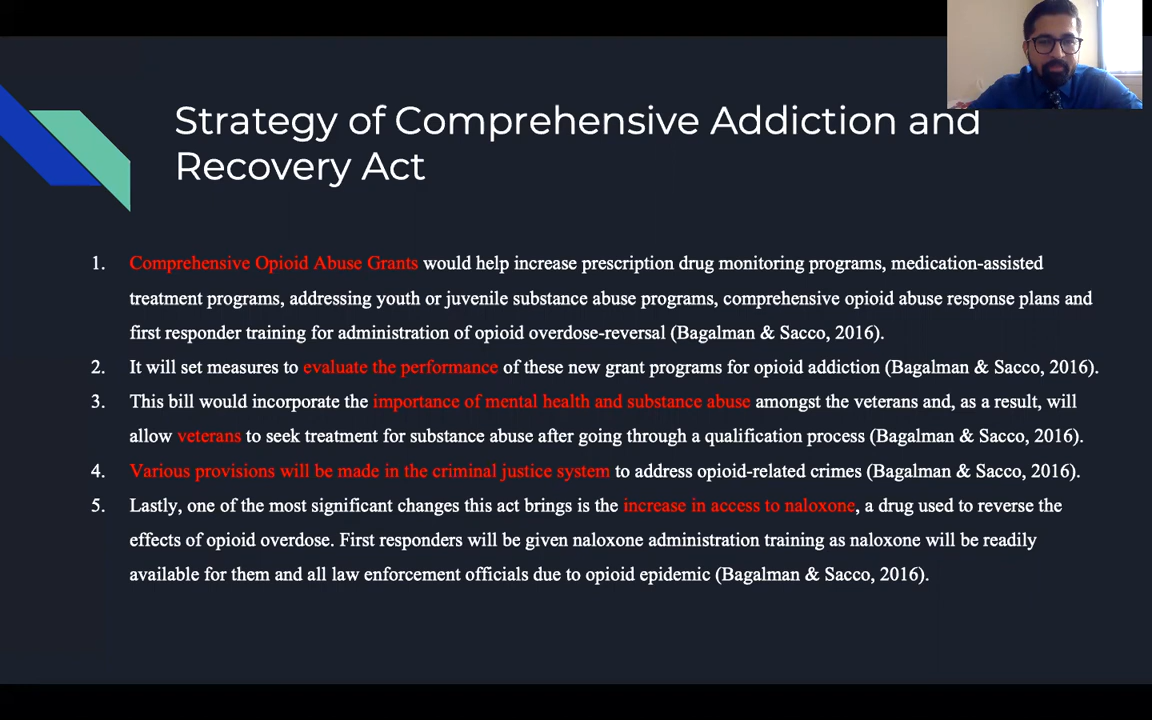 Strategy of Comprehensive Addiction and
Recovery Act
1. Comprehensive Opioid Abuse Grants would help increase prescription drug monitoring programs, medication-assisted
treatment programs, addressing youth or juvenile substance abuse programs, comprehensive opioid abuse response plans and
first responder training for administration of opioid overdose-reversal (Bagalman & Sacco, 2016).
2. It will set measures to evaluate the performance of these new grant programs for opioid addiction (Bagalman & Sacco, 2016).
3. This bill would incorporate the importance of mental health and substance abuse amongst the veterans and, as a result, will
allow veterans to seek treatment for substance abuse after going through a qualification process (Bagalman & Sacco, 2016).
4. Various provisions will be made in the criminal justice system to address opioid-related crimes (Bagalman & Sacco, 2016).
5. Lastly, one of the most significant changes this act brings is the increase in access to naloxone, a drug used to reverse the
effects of opioid overdose. First responders will be given naloxone administration training as naloxone will be readily
available for them and all law enforcement officials due to opioid epidemic (Bagalman & Sacco, 2016).